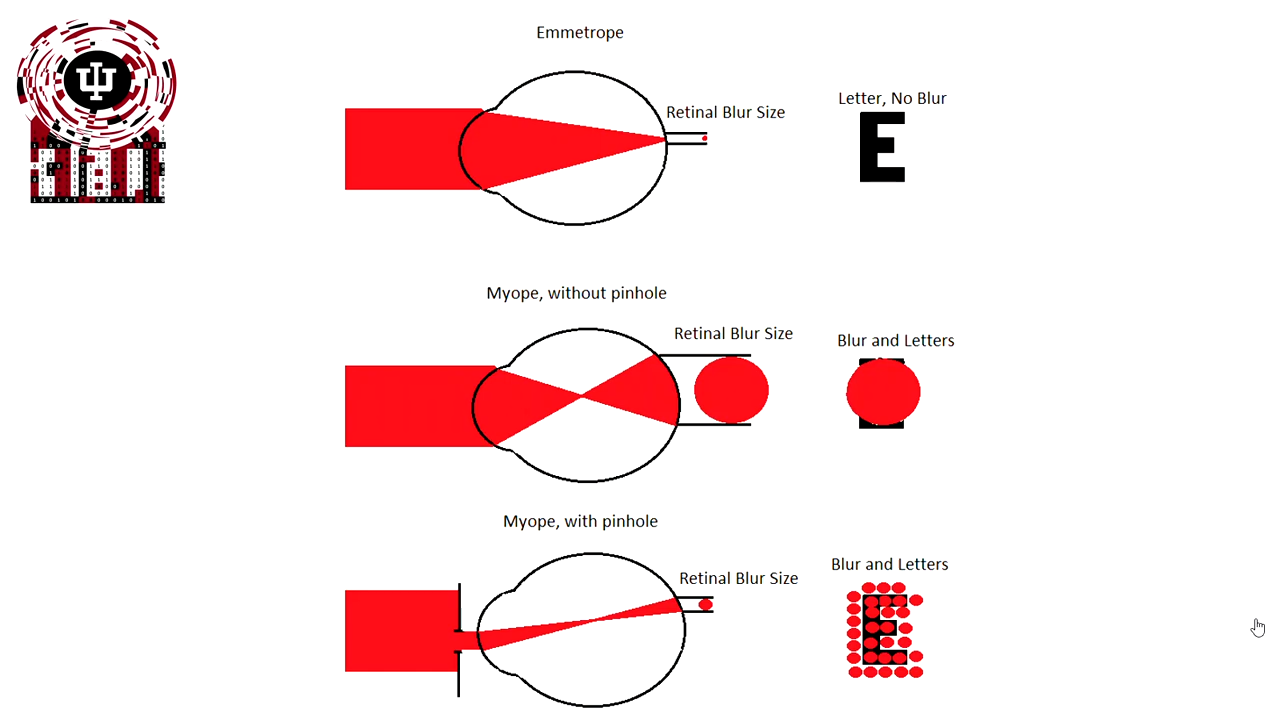 Emmetrope
Retinal Blur Size
Letter, No Blur
E
Myope, without pinhole
Retinal Blur Size
Blur and Letters
Myope, with pinhole
Retinal Blur Size
Blur and Letters
E